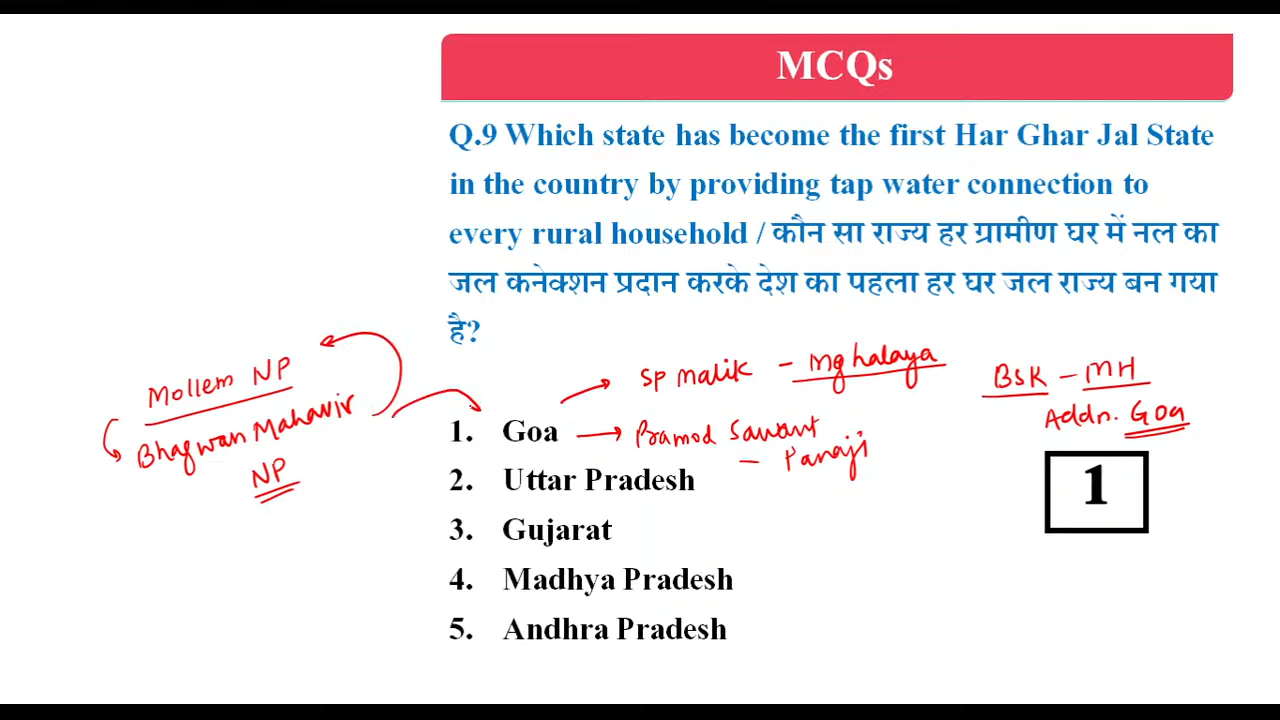 MCQs
Q.9 Which state has become the first Har Ghar Jal State
in the country by providing tap water connection to
every rural household / कौन सा राज्य हर ग्रामीण घर में नल का
जल कनेक्शन प्रदान करके देश का पहला हर घर जल राज्य बन गया
है?
Mollem NP
Bhagwan Mahavir
NP
SP Malik - Mghalaya
BSK - MH
Addn. Goa
1. Goa → Pramod Sawant
- Panaji
2. Uttar Pradesh
3. Gujarat
4. Madhya Pradesh
5. Andhra Pradesh
1